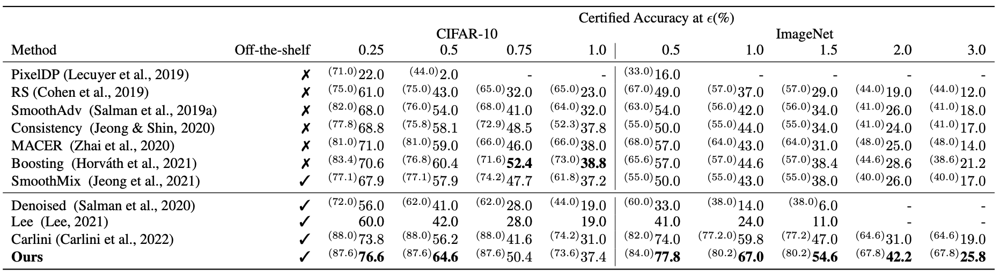 Certified Accuracy at ϵ(%)
CIFAR-10 ImageNet
Method Off-the-shelf 0.25 0.5 0.75 1.0 0.5 1.0 1.5 2.0 3.0
PixelDP (Lecuyer et al., 2019) ✗ (71.0)22.0 (44.0)2.0 - - (33.0)16.0 - - - -
RS (Cohen et al., 2019) ✗ (75.0)61.0 (75.0)43.0 (65.0)32.0 (65.0)23.0 (67.0)49.0 (57.0)37.0 (57.0)29.0 (44.0)19.0 (44.0)12.0
SmoothAdv (Salman et al., 2019a) ✗ (82.0)68.0 (76.0)54.0 (68.0)41.0 (64.0)32.0 (63.0)54.0 (56.0)42.0 (56.0)34.0 (41.0)26.0 (41.0)18.0
Consistency (Jeong & Shin, 2020) ✗ (77.8)68.8 (75.8)58.1 (72.9)48.5 (52.3)37.8 (55.0)50.0 (55.0)44.0 (55.0)34.0 (41.0)24.0 (41.0)17.0
MACER (Zhai et al., 2020) ✗ (81.0)71.0 (81.0)59.0 (66.0)46.0 (66.0)38.0 (68.0)57.0 (64.0)43.0 (64.0)31.0 (48.0)25.0 (48.0)14.0
Boosting (Horváth et al., 2021) ✗ (83.4)70.6 (76.8)60.4 (71.6)52.4 (73.0)38.8 (65.6)57.0 (57.0)44.6 (57.0)38.4 (44.6)28.6 (38.6)21.2
SmoothMix (Jeong et al., 2021) ✓ (77.1)67.9 (77.1)57.9 (74.2)47.7 (61.8)37.2 (55.0)50.0 (55.0)43.0 (55.0)38.0 (40.0)26.0 (40.0)17.0
Denoised (Salman et al., 2020) ✓ (72.0)56.0 (62.0)41.0 (62.0)28.0 (44.0)19.0 (60.0)33.0 (38.0)14.0 (38.0)6.0 - -
Lee (Lee, 2021) ✓ 60.0 42.0 28.0 19.0 41.0 24.0 11.0 - -
Carlini (Carlini et al., 2022) ✓ (88.0)73.8 (88.0)56.2 (88.0)41.6 (74.2)31.0 (82.0)74.0 (77.2.0)59.8 (77.2)47.0 (64.6)31.0 (64.6)19.0
Ours ✓ (87.6)76.6 (87.6)64.6 (87.6)50.4 (73.6)37.4 (84.0)77.8 (80.2)67.0 (80.2)54.6 (67.8)42.2 (67.8)25.8